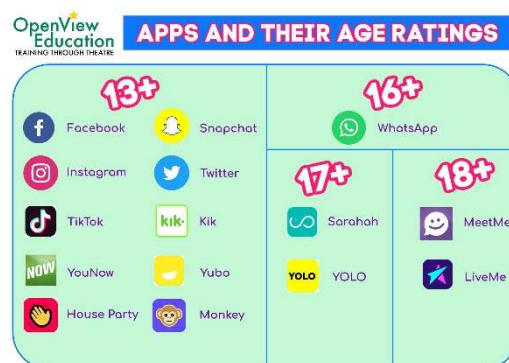 OpenView
Education
TRAINING THROUGH THEATRE
APPS AND THEIR AGE RATINGS
13+
Facebook
Snapchat
Instagram
Twitter
TikTok
kik.
Kik
NOW
YouNow
Yubo
House Party
Monkey
16+
WhatsApp
17+
Sarahah
YOLO
YOLO
18+
MeetMe
LiveMe